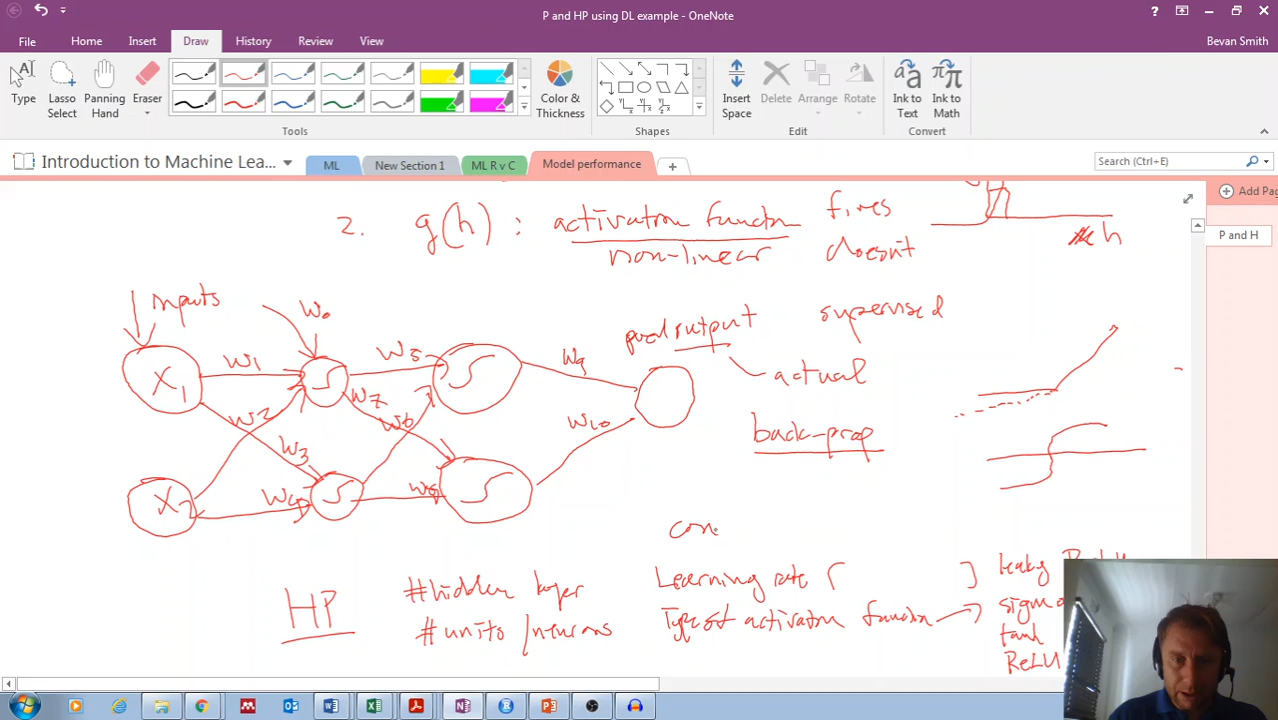 P and HP using DL example - OneNote
File Home Insert Draw History Review View
Bevan Smith
Type
Lasso Select
Panning Hand
Eraser
Color & Thickness
Insert Space
Delete
Arrange
Rotate
Ink to Text
Ink to Math
Tools
Shapes
Edit
Convert
Introduction to Machine Lea...
ML
New Section 1
ML R v C
Model performance
Search (Ctrl+E)
Add Pag
P and H
2. g(h) : activation function fires
non-linear doesn't
h
inputs
W0
pred output
supervised
X1
W1
W5
W9
actual
W2
W7
W6
W10
back-prop
W3
X2
W4
W8
con
HP
#hidden layer
#units/neurons
Learning rate
Type of activation function
leaky ReLU
sigmo
tanh
ReLU